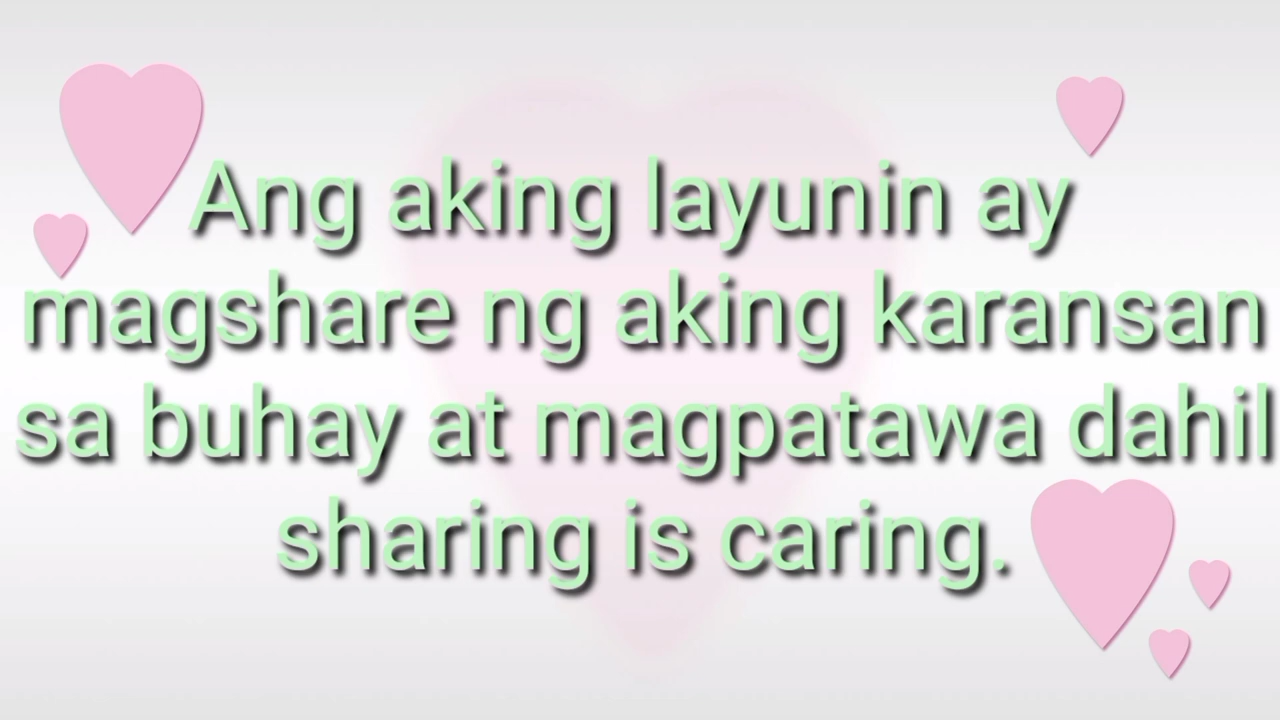 Ang aking layunin ay
magshare ng aking karansan
sa buhay at magpatawa dahil
sharing is caring.